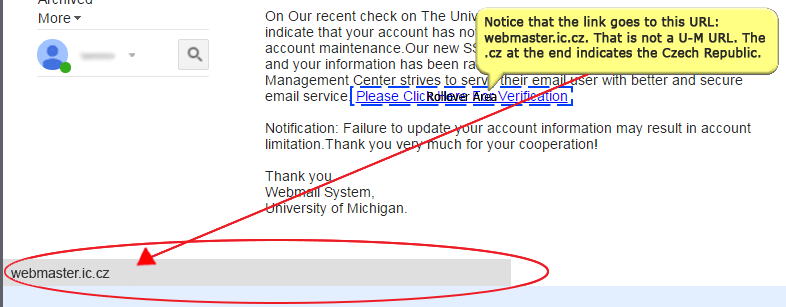 Archived
More
On Our recent check on The Univ
indicate that your account has no
account maintenance.Our new SS
and your information has been ra
Management Center strives to serve their email user with better and secure
email service. Please Click Here For Verification
Rollover Area
Notification: Failure to update your account information may result in account
limitation.Thank you very much for your cooperation!
Thank you,
Webmail System,
University of Michigan.
Notice that the link goes to this URL:
webmaster.ic.cz. That is not a U-M URL. The
.cz at the end indicates the Czech Republic.
webmaster.ic.cz